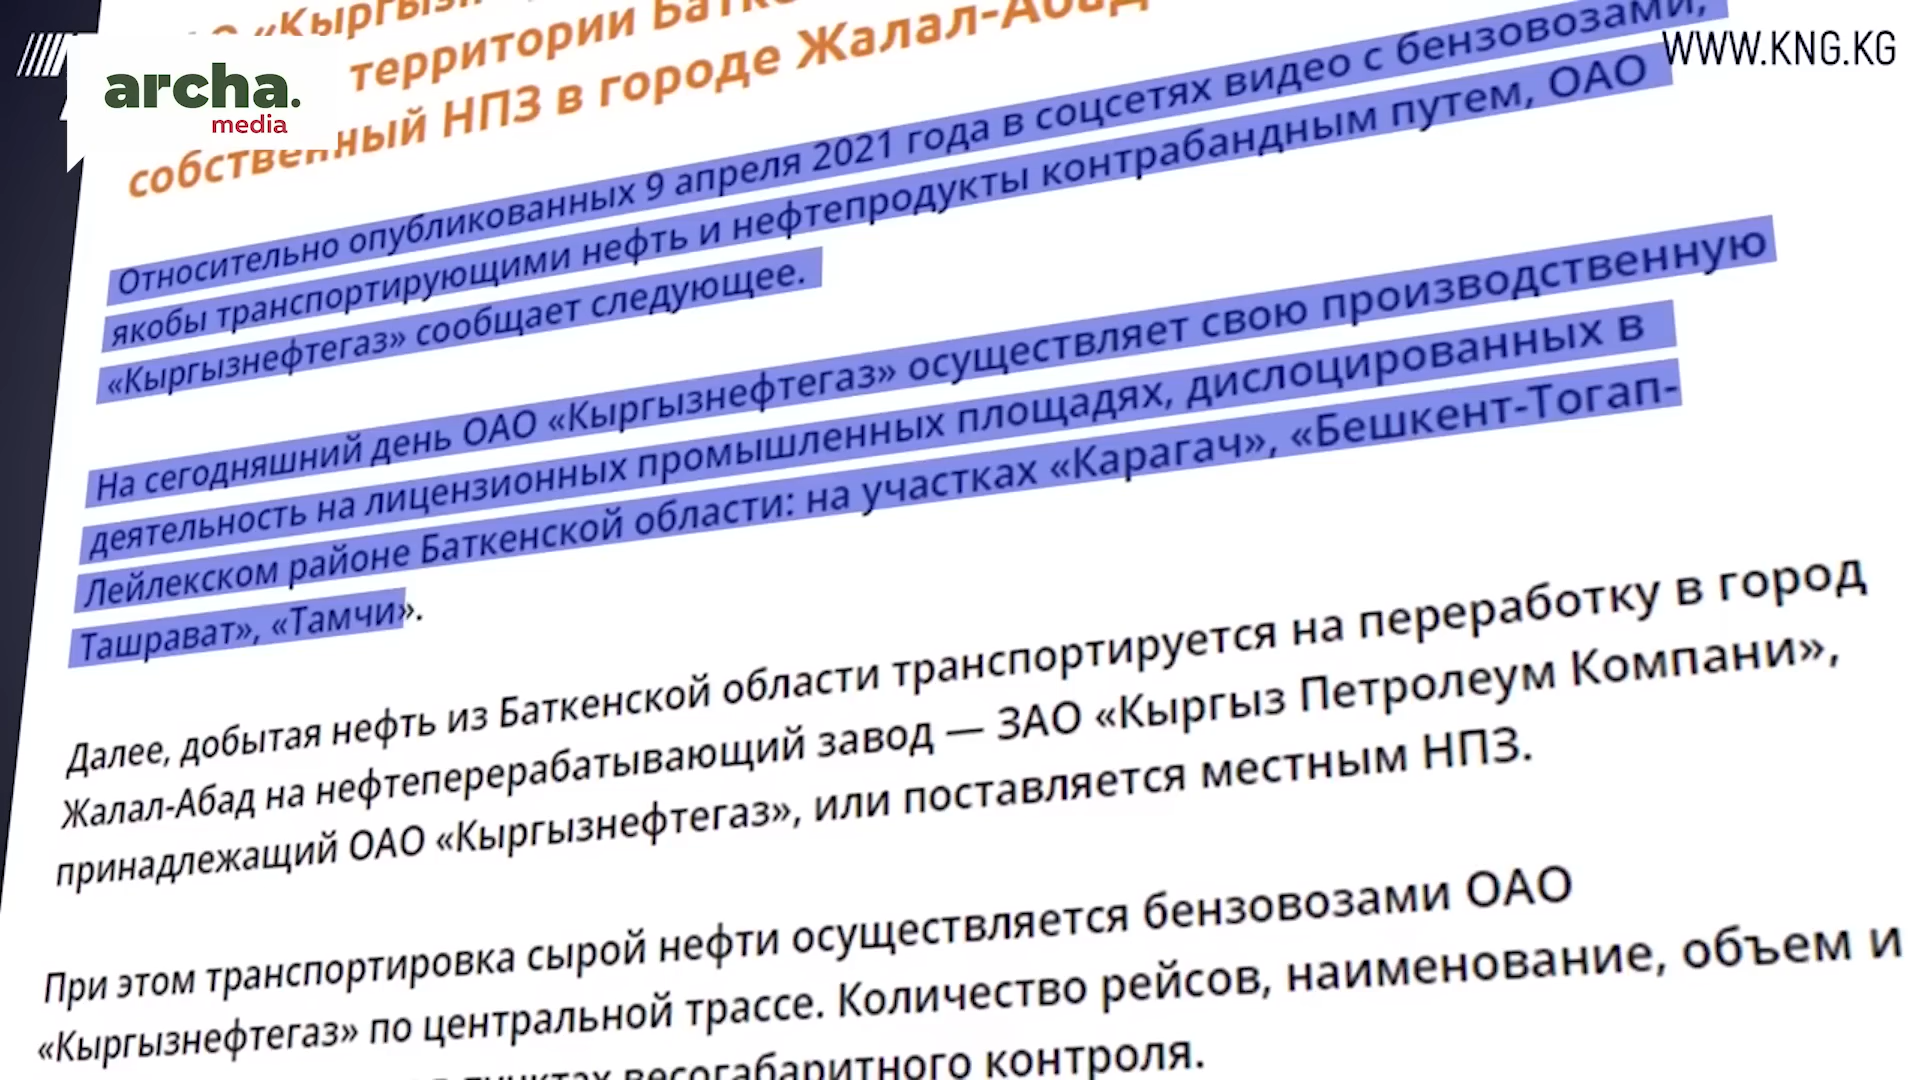 АО «Кыргызн
территории Батке
собственный НПЗ в городе Жалал-Абад
archa.
media
WWW.KNG.KG
Относительно опубликованных 9 апреля 2021 года в соцсетях видео с бензовозами,
якобы транспортирующими нефть и нефтепродукты контрабандным путем, ОАО
«Кыргызнефтегаз» сообщает следующее.
На сегодняшний день ОАО «Кыргызнефтегаз» осуществляет свою производственную
деятельность на лицензионных промышленных площадях, дислоцированных в
Лейлекском районе Баткенской области: на участках «Карагач», «Бешкент-Тогап-
Ташрават», «Тамчи».
Далее, добытая нефть из Баткенской области транспортируется на переработку в город
Жалал-Абад на нефтеперерабатывающий завод — ЗАО «Кыргыз Петролеум Компани»,
принадлежащий ОАО «Кыргызнефтегаз», или поставляется местным НПЗ.
При этом транспортировка сырой нефти осуществляется бензовозами ОАО
«Кыргызнефтегаз» по центральной трассе. Количество рейсов, наименование, объем и
пунктах весогабаритного контроля.